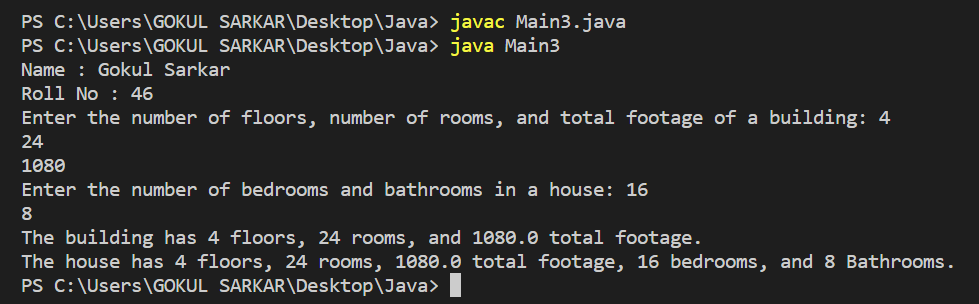 PS C:\Users\GOKUL SARKAR\Desktop\Java> javac Main3.java
PS C:\Users\GOKUL SARKAR\Desktop\Java> java Main3
Name : Gokul Sarkar
Roll No : 46
Enter the number of floors, number of rooms, and total footage of a building: 4
24
1080
Enter the number of bedrooms and bathrooms in a house: 16
8
The building has 4 floors, 24 rooms, and 1080.0 total footage.
The house has 4 floors, 24 rooms, 1080.0 total footage, 16 bedrooms, and 8 Bathrooms.
PS C:\Users\GOKUL SARKAR\Desktop\Java>